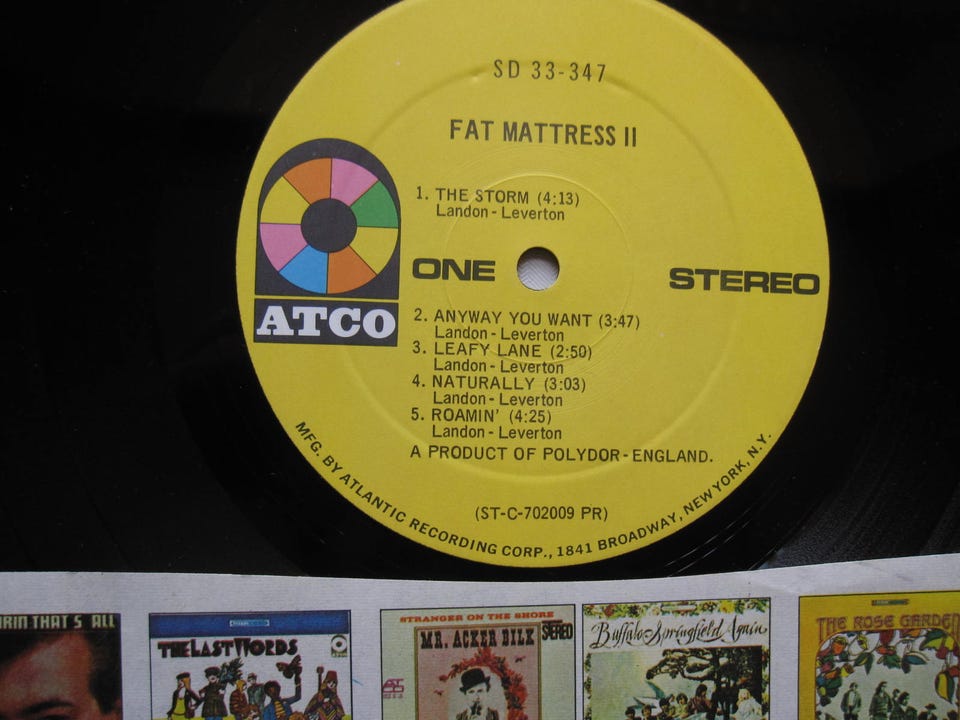 SD 33-347
FAT MATTRESS II
1. THE STORM (4:13)
Landon - Leverton
ONE
STEREO
ATCO
2. ANYWAY YOU WANT (3:47)
Landon - Leverton
3. LEAFY LANE (2:50)
Landon - Leverton
4. NATURALLY (3:03)
Landon - Leverton
5. ROAMIN' (4:25)
Landon - Leverton
A PRODUCT OF POLYDOR - ENGLAND.
(ST-C-702009 PR)
MFG. BY ATLANTIC RECORDING CORP., 1841 BROADWAY, NEW YORK, N.Y.
RIN THAT'S ALL
THE LAST WORDS
STRANGER ON THE SHORE
MR. ACKER BILK
STEREO
ATCO
Buffalo Springfield Again
THE ROSE GARDEN